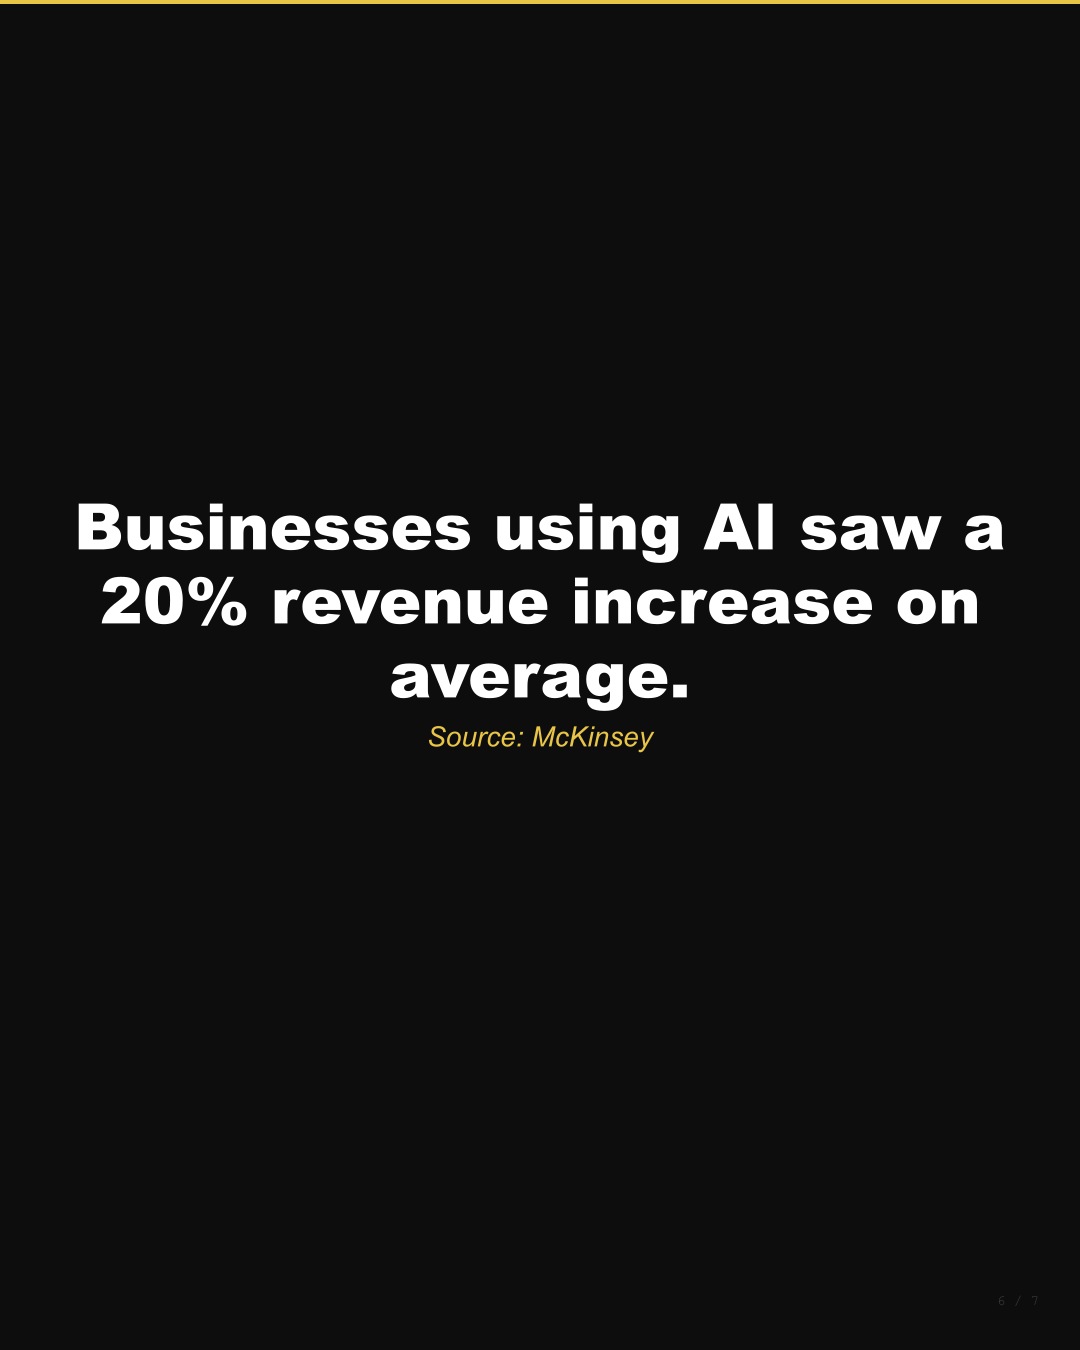 Businesses using AI saw a
20% revenue increase on
average.
Source: McKinsey
6 / 7